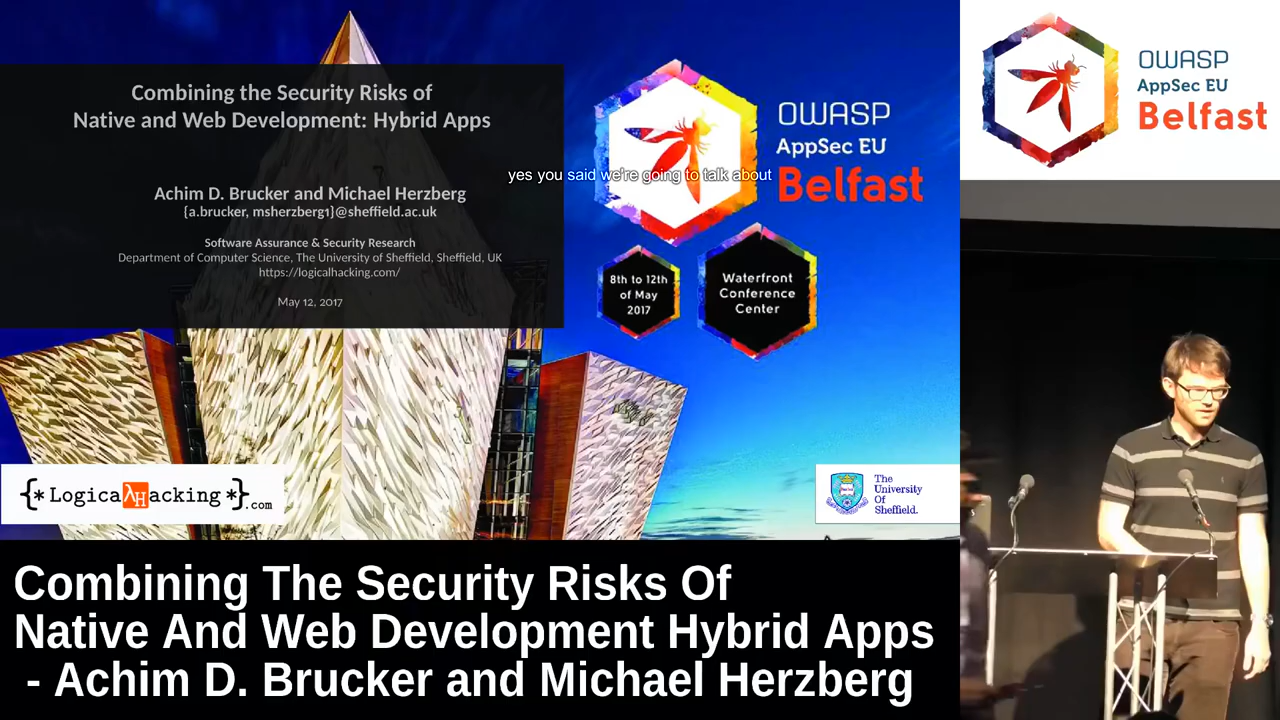 Combining the Security Risks of
Native and Web Development: Hybrid Apps
Achim D. Brucker and Michael Herzberg
{a.brucker, msherzberg1}@sheffield.ac.uk
Software Assurance & Security Research
Department of Computer Science, The University of Sheffield, Sheffield, UK
https://logicalhacking.com/
May 12, 2017
yes you said we're going to talk about
OWASP
AppSec EU
Belfast
8th to 12th
of May
2017
Waterfront
Conference
Center
{* LogicaλHacking *}.com
The
University
Of
Sheffield.
OWASP
AppSec EU
Belfast
Combining The Security Risks Of
Native And Web Development Hybrid Apps
- Achim D. Brucker and Michael Herzberg